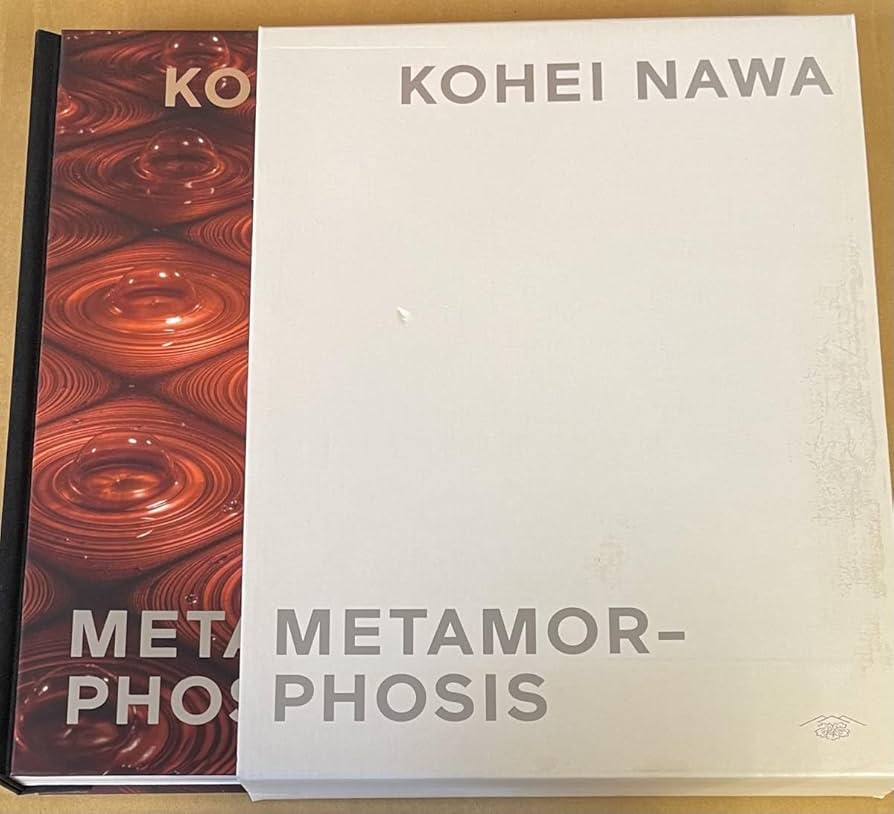 KO
KOHEI NAWA
META
PHOS
METAMOR-
PHOSIS